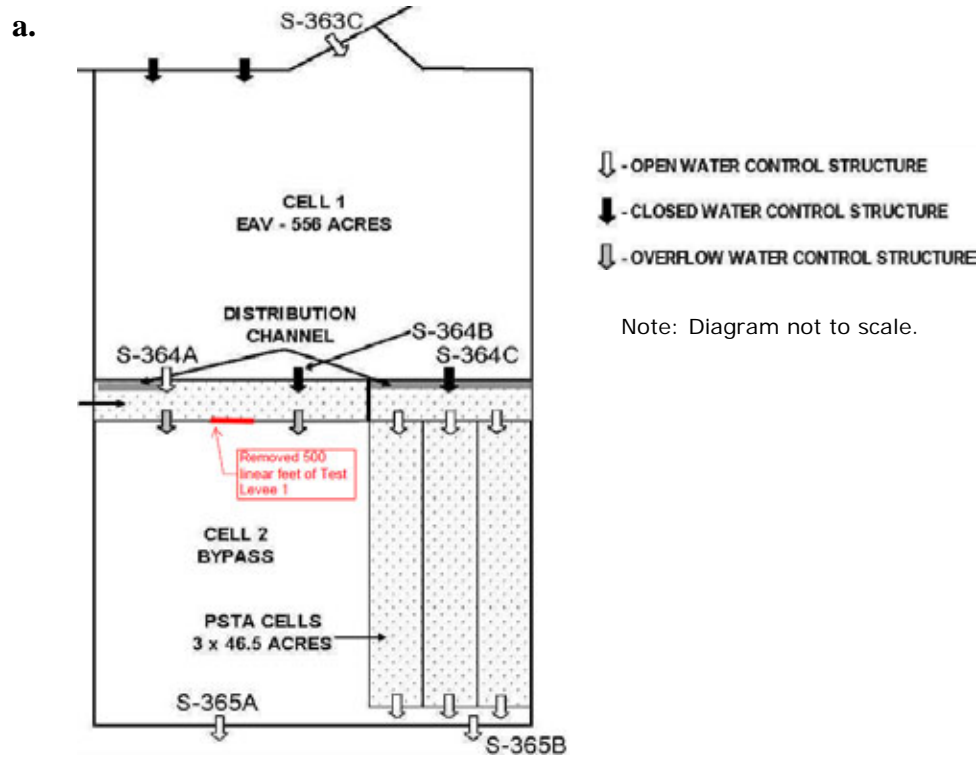 a.
S-363C
CELL 1
EAV - 556 ACRES
- OPEN WATER CONTROL STRUCTURE
- CLOSED WATER CONTROL STRUCTURE
- OVERFLOW WATER CONTROL STRUCTURE
Note: Diagram not to scale.
DISTRIBUTION
CHANNEL
S-364A
S-364B
S-364C
Removed 500
linear feet of Test
Levee 1
CELL 2
BYPASS
PSTA CELLS
3 x 46.5 ACRES
S-365A
S-365B